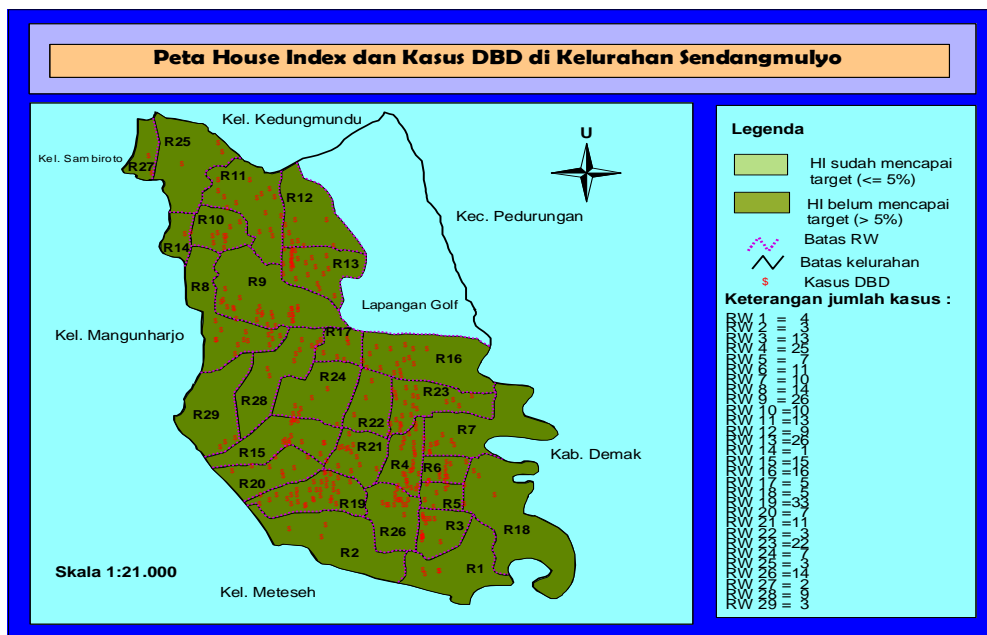 Peta House Index dan Kasus DBD di Kelurahan Sendangmulyo
Kel. Kedungmundu
Kel. Sambiroto
Kec. Pedurungan
Lapangan Golf
Kel. Mangunharjo
Kab. Demak
Kel. Meteseh
Skala 1:21.000
U
R25
R27
R11
R12
R10
R14
R13
R8
R9
R17
R16
R24
R23
R28
R29
R22
R7
R21
R15
R4
R6
R20
R19
R5
R26
R3
R18
R2
R1
Legenda
HI sudah mencapai
target (<= 5%)
HI belum mencapai
target (> 5%)
Batas RW
Batas kelurahan
$ Kasus DBD
Keterangan jumlah kasus :
RW 1 = 4
RW 2 = 3
RW 3 = 13
RW 4 = 25
RW 5 = 7
RW 6 = 11
RW 7 = 10
RW 8 = 14
RW 9 = 26
RW 10 =10
RW 11 =13
RW 12 = 9
RW 13 =26
RW 14 = 1
RW 15 =15
RW 16 =16
RW 17 = 5
RW 18 = 5
RW 19 =33
RW 20 = 7
RW 21 =11
RW 22 = 3
RW 23 =22
RW 24 = 7
RW 25 = 3
RW 26 =14
RW 27 = 2
RW 28 = 9
RW 29 = 3